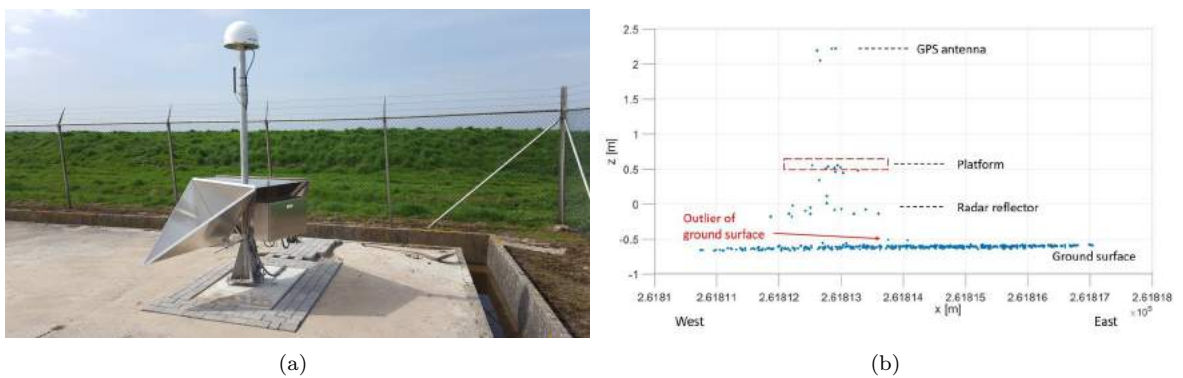 2.5
2
1.5
1
0.5
0
-0.5
-1
z [m]
GPS antenna
Platform
Radar reflector
Outlier of
ground surface
Ground surface
2.6181 2.61811 2.61812 2.61813 2.61814 2.61815 2.61816 2.61817 2.61818
x [m]
×10⁵
West
East
(a)
(b)